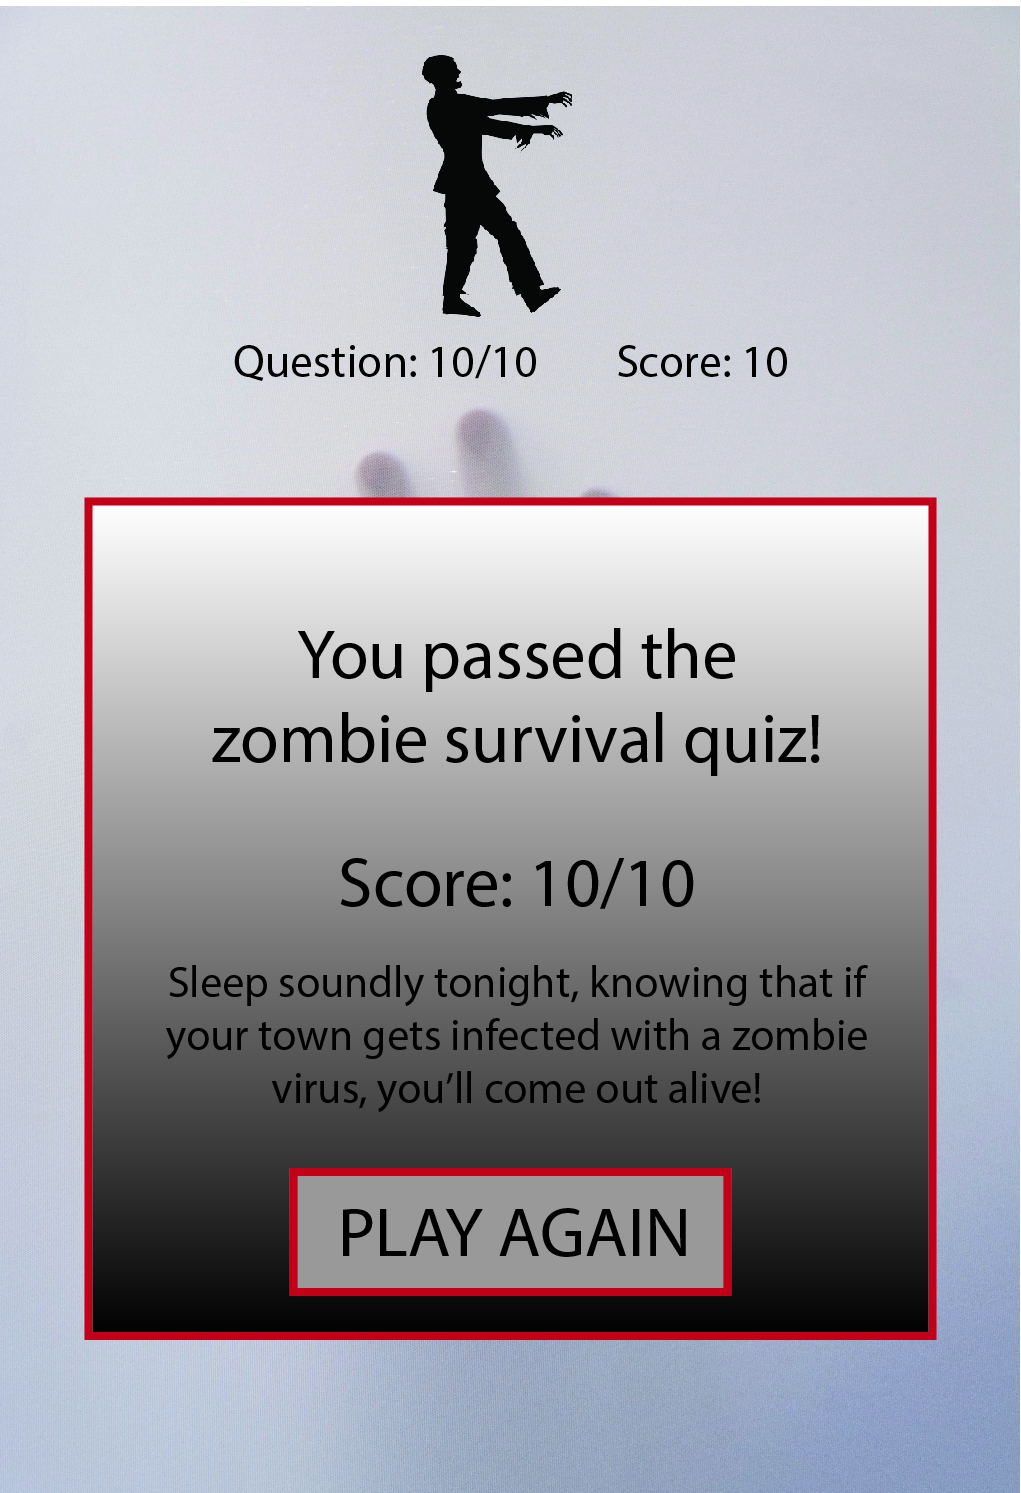 Question: 10/10 Score: 10
You passed the
zombie survival quiz!
Score: 10/10
Sleep soundly tonight, knowing that if
your town gets infected with a zombie
virus, you’ll come out alive!
PLAY AGAIN